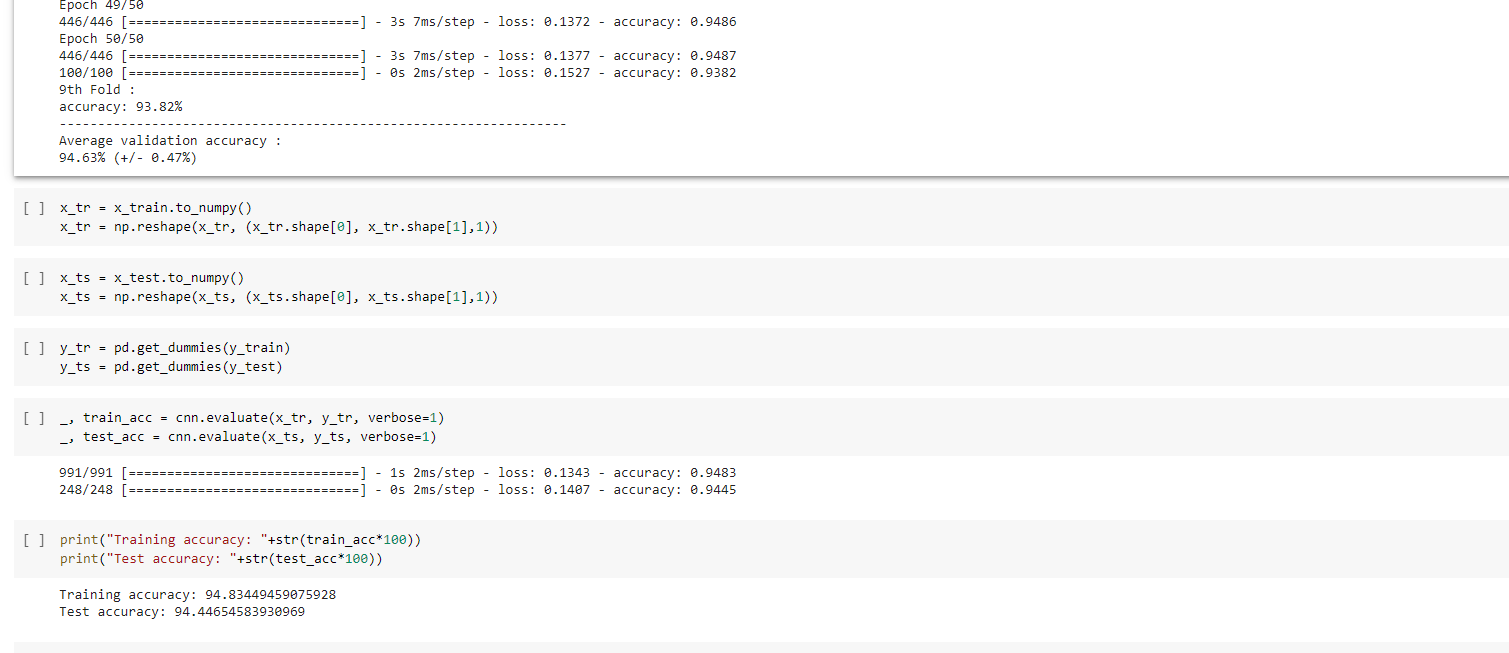 Epoch 49/50
446/446 [==============================] - 3s 7ms/step - loss: 0.1372 - accuracy: 0.9486
Epoch 50/50
446/446 [==============================] - 3s 7ms/step - loss: 0.1377 - accuracy: 0.9487
100/100 [==============================] - 0s 2ms/step - loss: 0.1527 - accuracy: 0.9382
9th Fold :
accuracy: 93.82%
------------------------------------------------------------------
Average validation accuracy :
94.63% (+/- 0.47%)
[ ] x_tr = x_train.to_numpy()
x_tr = np.reshape(x_tr, (x_tr.shape[0], x_tr.shape[1],1))
[ ] x_ts = x_test.to_numpy()
x_ts = np.reshape(x_ts, (x_ts.shape[0], x_ts.shape[1],1))
[ ] y_tr = pd.get_dummies(y_train)
y_ts = pd.get_dummies(y_test)
[ ] _, train_acc = cnn.evaluate(x_tr, y_tr, verbose=1)
_, test_acc = cnn.evaluate(x_ts, y_ts, verbose=1)
991/991 [==============================] - 1s 2ms/step - loss: 0.1343 - accuracy: 0.9483
248/248 [==============================] - 0s 2ms/step - loss: 0.1407 - accuracy: 0.9445
[ ] print("Training accuracy: "+str(train_acc*100))
print("Test accuracy: "+str(test_acc*100))
Training accuracy: 94.83449459075928
Test accuracy: 94.44654583930969